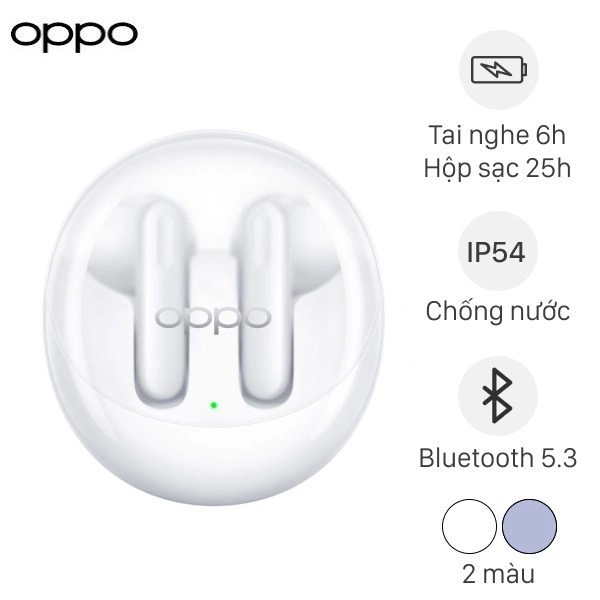 oppo
Tai nghe 6h
Hộp sạc 25h
IP54
Chống nước
oppo
Bluetooth 5.3
2 màu